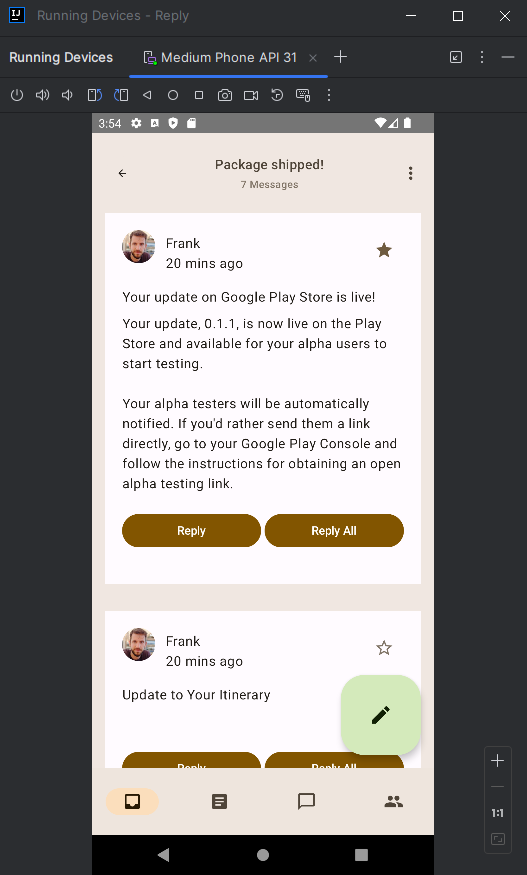 Running Devices - Reply
Running Devices
Medium Phone API 31
3:54
Package shipped!
7 Messages
Frank
20 mins ago
Your update on Google Play Store is live!
Your update, 0.1.1, is now live on the Play
Store and available for your alpha users to
start testing.
Your alpha testers will be automatically
notified. If you'd rather send them a link
directly, go to your Google Play Console and
follow the instructions for obtaining an open
alpha testing link.
Reply
Reply All
Frank
20 mins ago
Update to Your Itinerary
Reply
Reply All
1:1